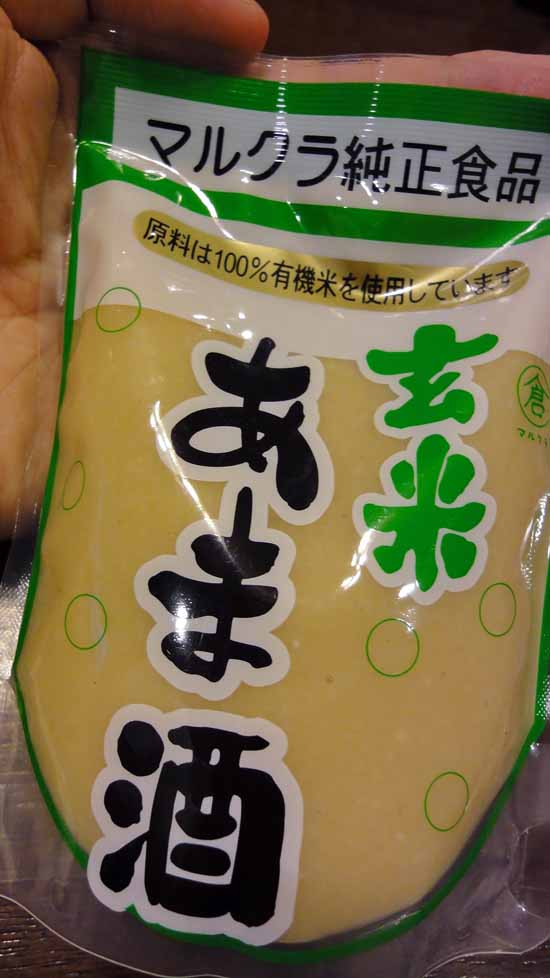 マルクラ純正食品
原料は100%有機米を使用しています
玄米
あま酒
倉